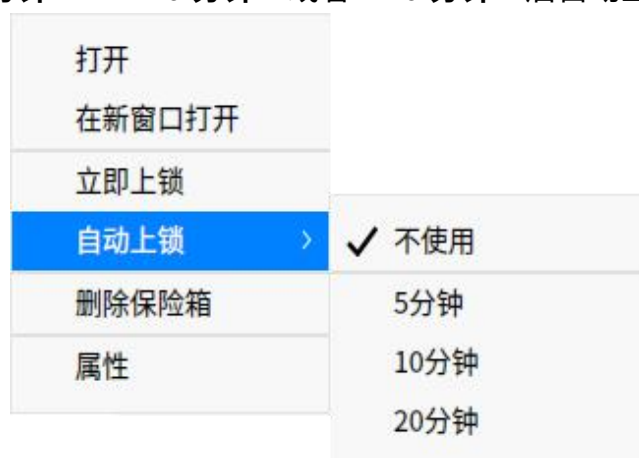 打开
在新窗口打开
立即上锁
自动上锁 >
✓ 不使用
删除保险箱
5分钟
属性
10分钟
20分钟